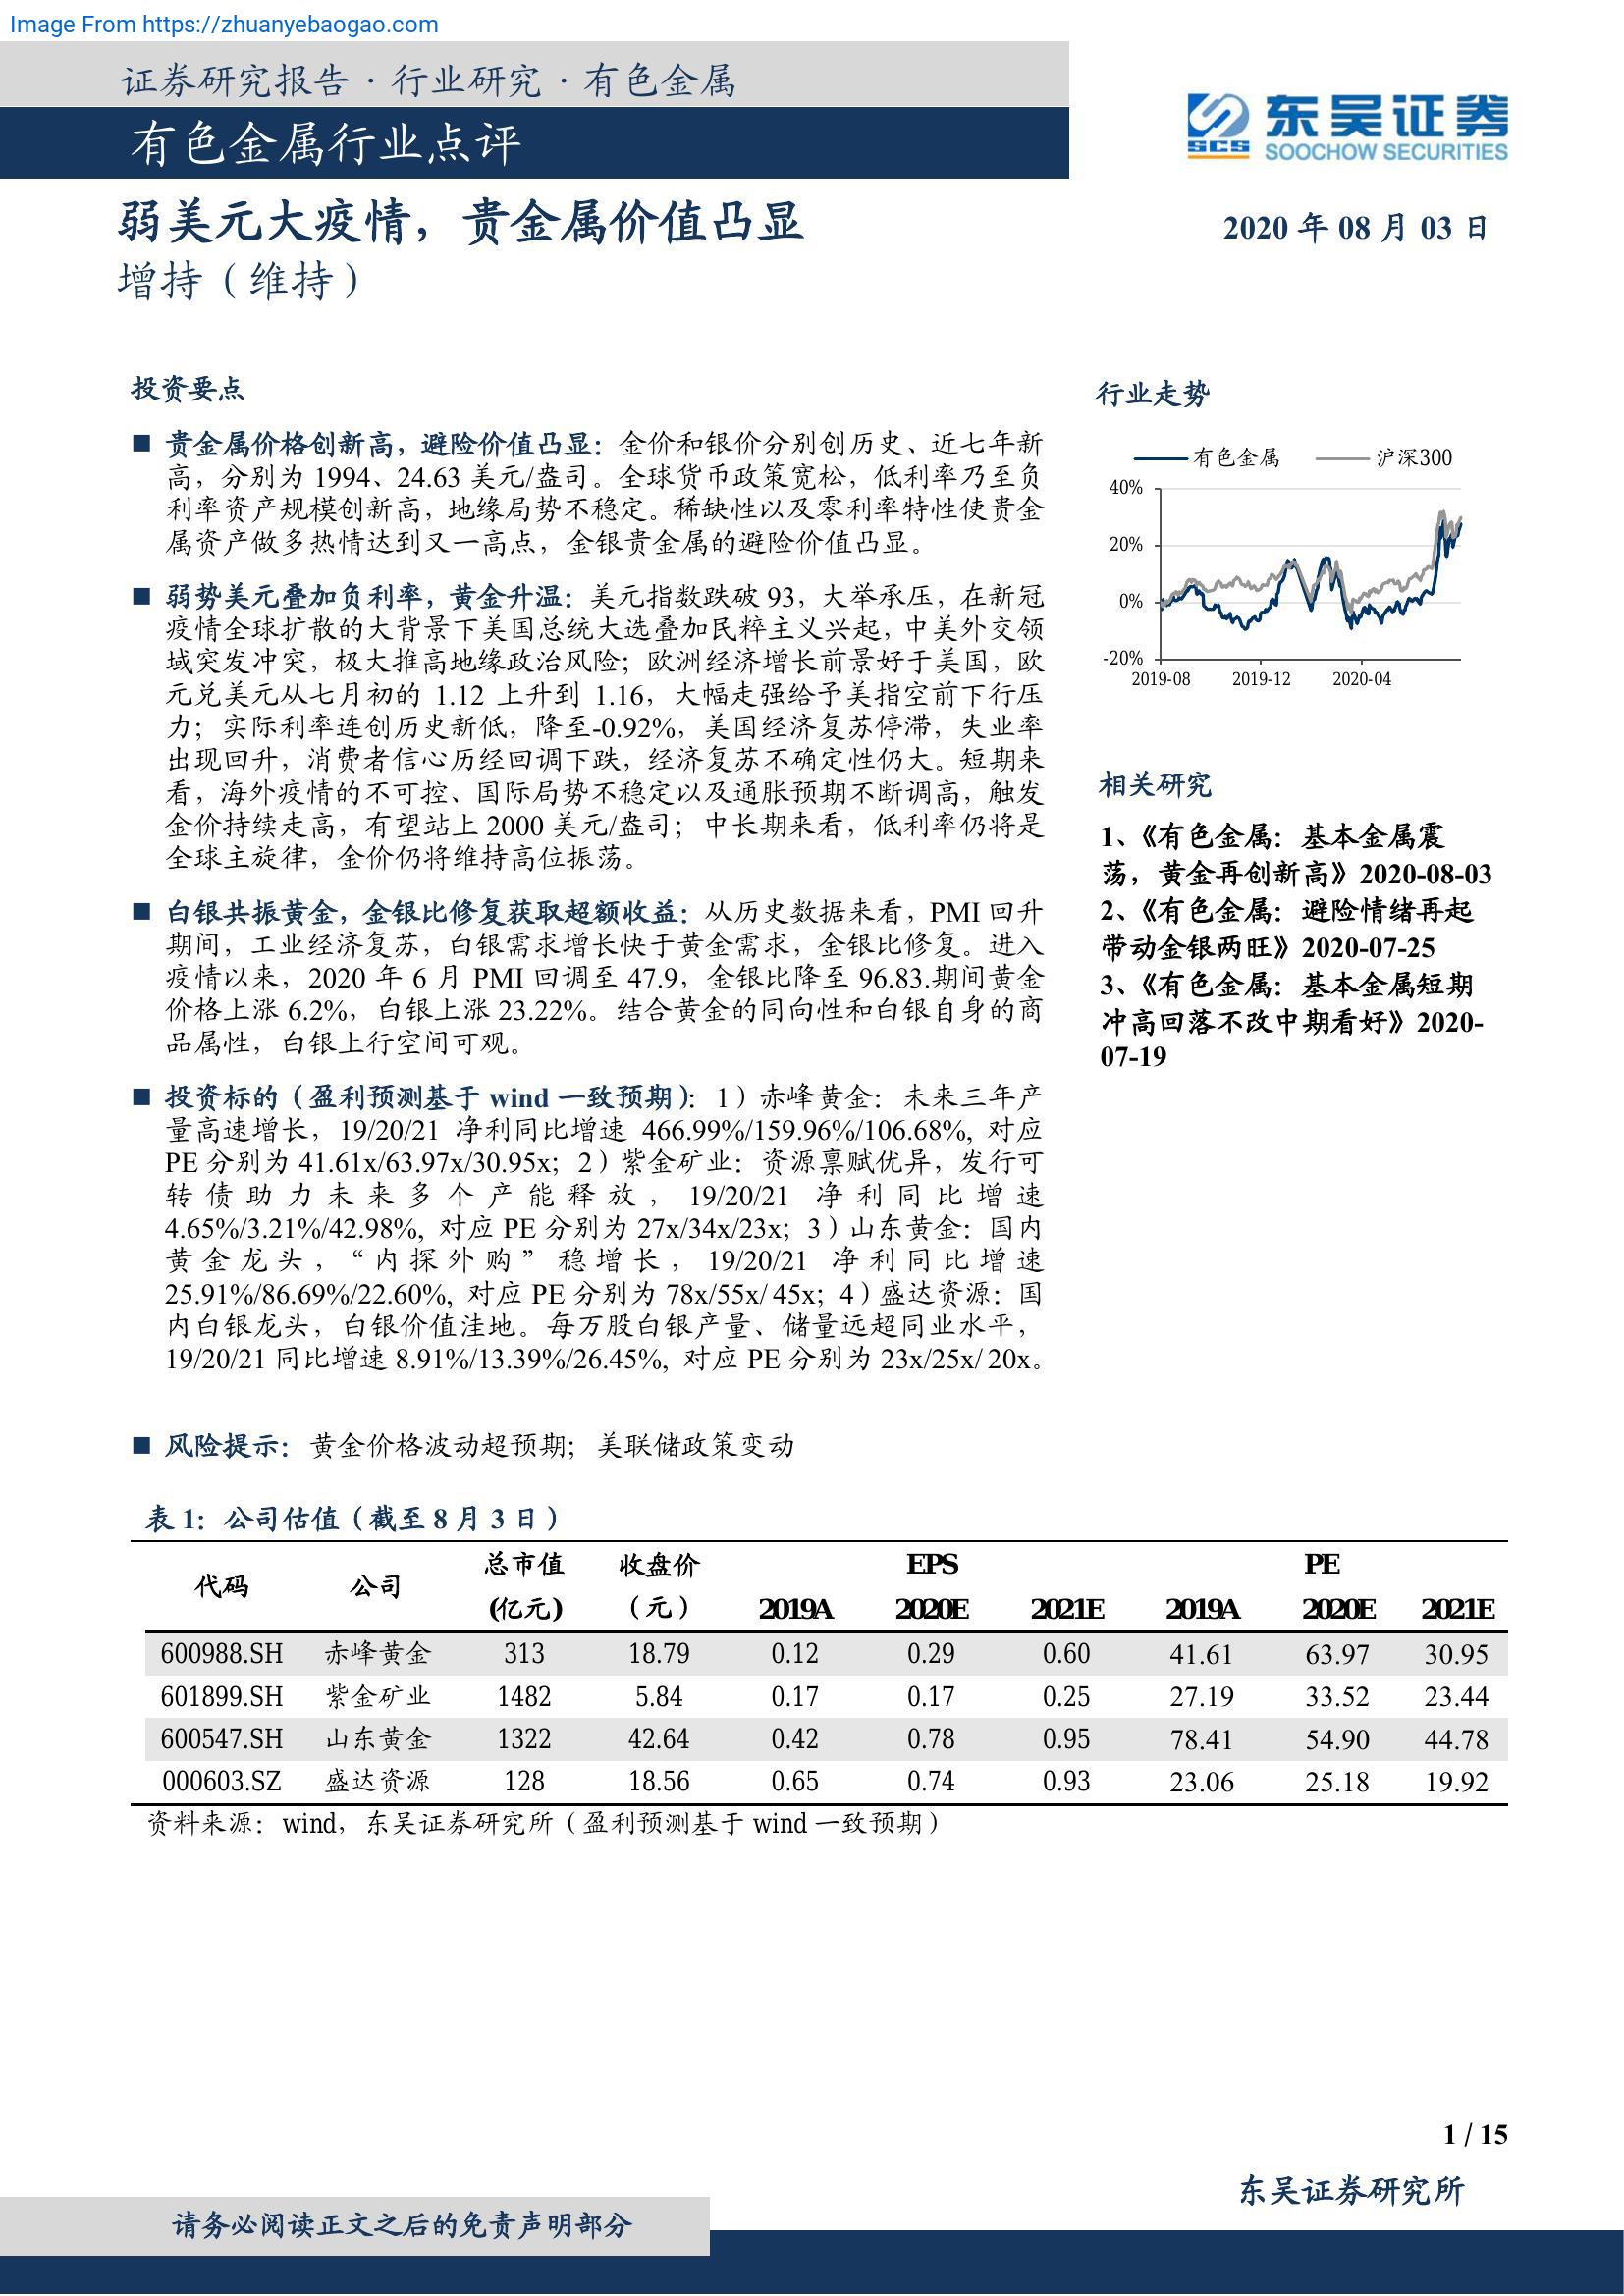 Image From https://zhuanyebaogao.com
证券研究报告·行业研究·有色金属
有色金属行业点评
东吴证券
SCS
SOOCHOW SECURITIES
弱美元大疫情，贵金属价值凸显
2020 年 08 月 03 日
增持（维持）
投资要点
■ 贵金属价格创新高，避险价值凸显：金价和银价分别创历史、近七年新
高，分别为 1994、24.63 美元/盎司。全球货币政策宽松，低利率乃至负
利率资产规模创新高，地缘局势不稳定。稀缺性以及零利率特性使贵金
属资产做多热情达到又一高点，金银贵金属的避险价值凸显。
■ 弱势美元叠加负利率，黄金升温：美元指数跌破 93，大举承压，在新冠
疫情全球扩散的大背景下美国总统大选叠加民粹主义兴起，中美外交领
域突发冲突，极大推高地缘政治风险；欧洲经济增长前景好于美国，欧
元兑美元从七月初的 1.12 上升到 1.16，大幅走强给予美指空前下行压
力；实际利率连创历史新低，降至-0.92%，美国经济复苏停滞，失业率
出现回升，消费者信心历经回调下跌，经济复苏不确定性仍大。短期来
看，海外疫情的不可控、国际局势不稳定以及通胀预期不断调高，触发
金价持续走高，有望站上 2000 美元/盎司；中长期来看，低利率仍将是
全球主旋律，金价仍将维持高位振荡。
■ 白银共振黄金，金银比修复获取超额收益：从历史数据来看，PMI 回升
期间，工业经济复苏，白银需求增长快于黄金需求，金银比修复。进入
疫情以来，2020 年 6 月 PMI 回调至 47.9，金银比降至 96.83.期间黄金
价格上涨 6.2%，白银上涨 23.22%。结合黄金的同向性和白银自身的商
品属性，白银上行空间可观。
■ 投资标的（盈利预测基于 wind 一致预期）：1）赤峰黄金：未来三年产
量高速增长，19/20/21 净利同比增速 466.99%/159.96%/106.68%, 对应
PE 分别为 41.61x/63.97x/30.95x；2）紫金矿业：资源禀赋优异，发行可
转债助力未来多个产能释放，19/20/21 净利同比增速
4.65%/3.21%/42.98%, 对应 PE 分别为 27x/34x/23x；3）山东黄金：国内
黄金龙头，“内探外购”稳增长，19/20/21 净利同比增速
25.91%/86.69%/22.60%, 对应 PE 分别为 78x/55x/ 45x；4）盛达资源：国
内白银龙头，白银价值洼地。每万股白银产量、储量远超同业水平，
19/20/21 同比增速 8.91%/13.39%/26.45%, 对应 PE 分别为 23x/25x/ 20x。
■ 风险提示：黄金价格波动超预期；美联储政策变动
行业走势
有色金属 沪深300
40%
20%
0%
-20%
2019-08 2019-12 2020-04
相关研究
1、《有色金属：基本金属震
荡，黄金再创新高》2020-08-03
2、《有色金属：避险情绪再起
带动金银两旺》2020-07-25
3、《有色金属：基本金属短期
冲高回落不改中期看好》2020-
07-19
表 1：公司估值（截至 8 月 3 日）
代码 公司 总市值 收盘价 EPS PE
(亿元) （元） 2019A 2020E 2021E 2019A 2020E 2021E
600988.SH 赤峰黄金 313 18.79 0.12 0.29 0.60 41.61 63.97 30.95
601899.SH 紫金矿业 1482 5.84 0.17 0.17 0.25 27.19 33.52 23.44
600547.SH 山东黄金 1322 42.64 0.42 0.78 0.95 78.41 54.90 44.78
000603.SZ 盛达资源 128 18.56 0.65 0.74 0.93 23.06 25.18 19.92
资料来源：wind，东吴证券研究所（盈利预测基于 wind 一致预期）
1 / 15
东吴证券研究所
请务必阅读正文之后的免责声明部分